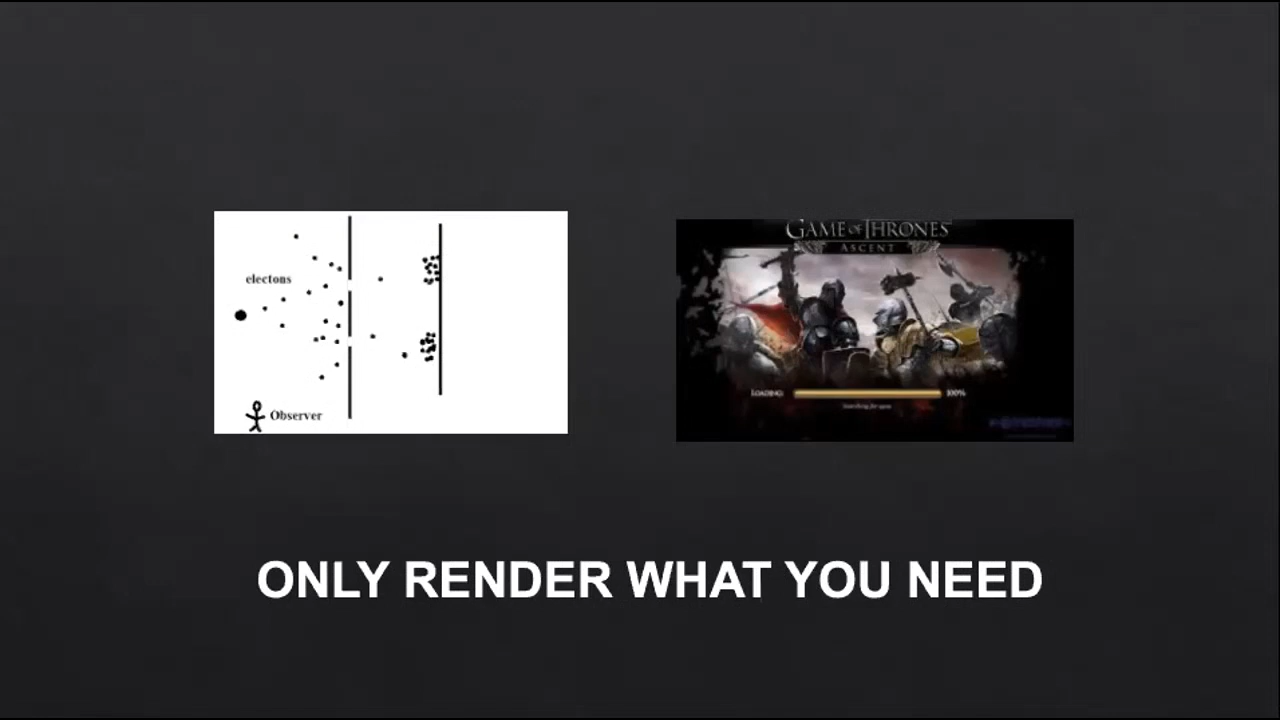 electons
Observer
GAME OF THRONES
ASCENT
LOADING
100%
ONLY RENDER WHAT YOU NEED